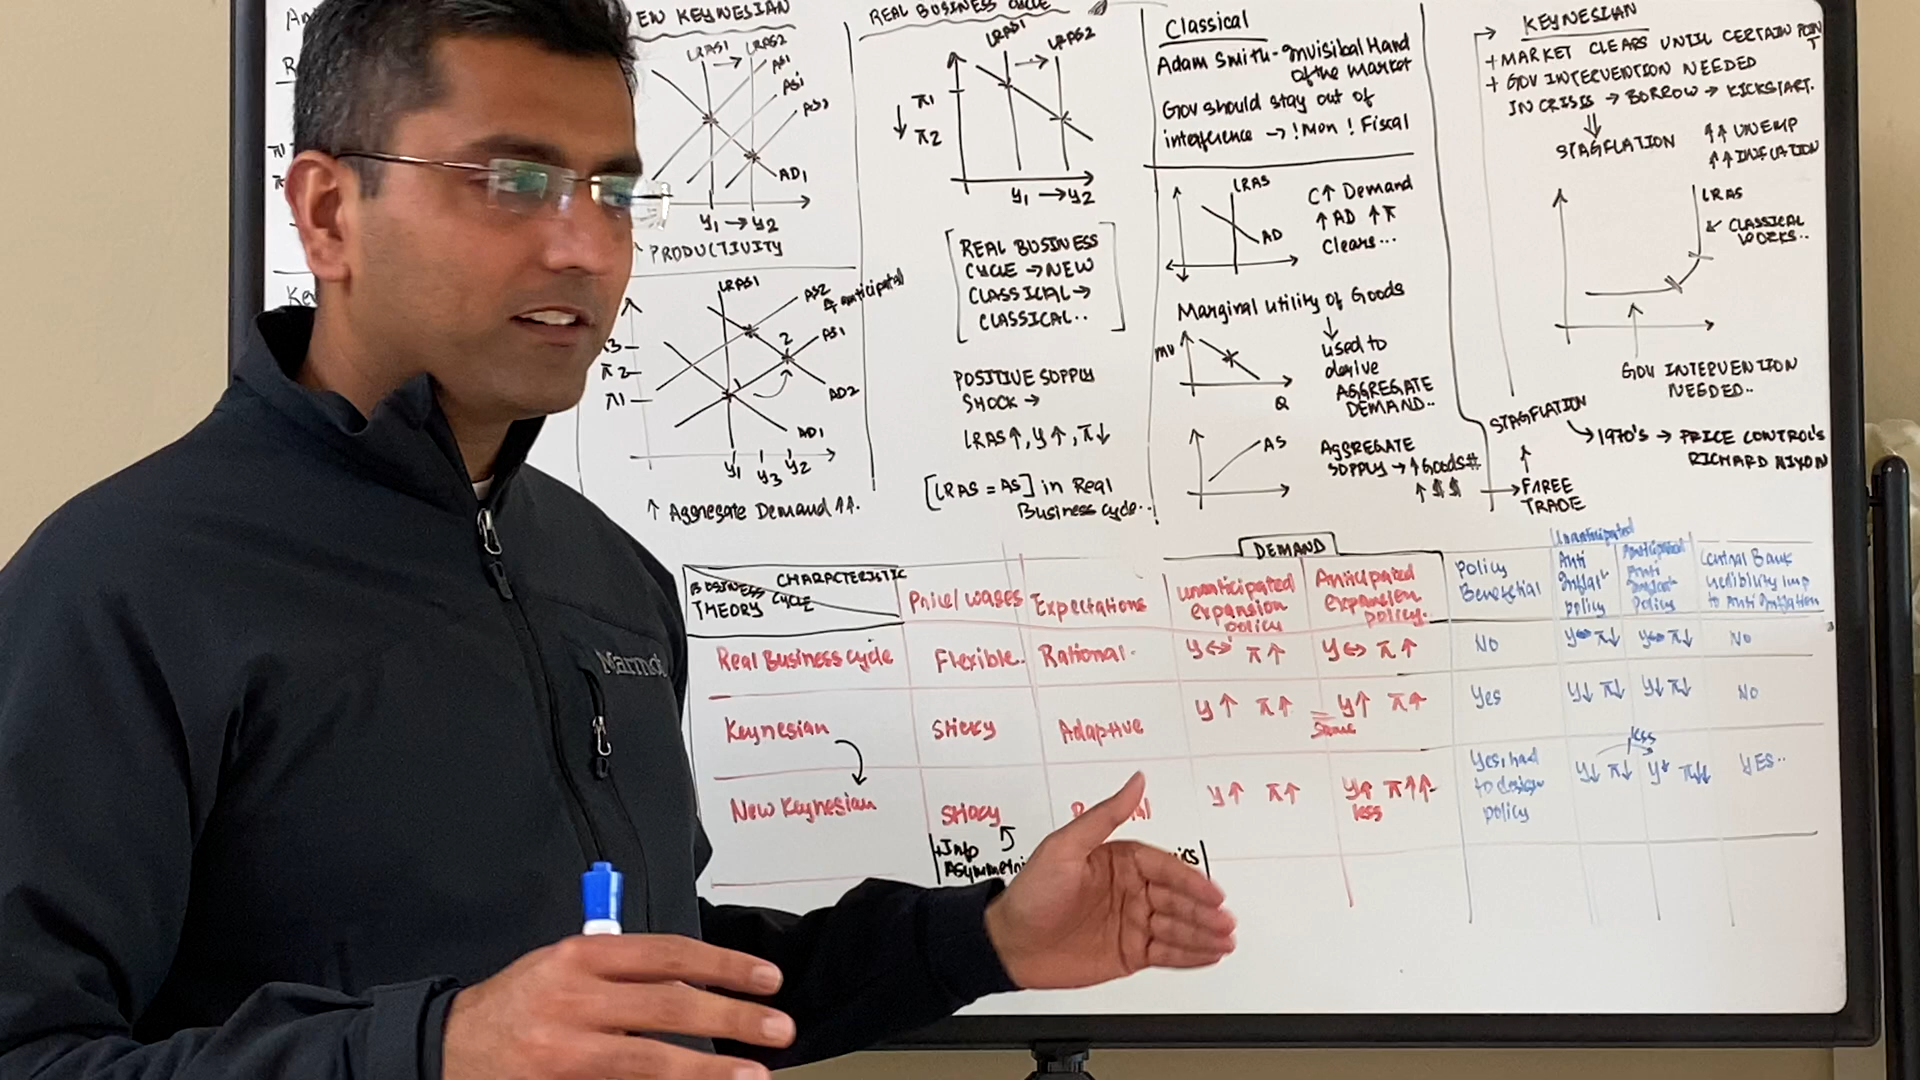 NEW KEYNESIAN
LRAS1 → LRAS2
AS1
AS1
AS2
AD1
Y1 → Y2
PRODUCTIVITY
LRAS1
AS2
Anticipated
AS1
2
π2
π1
AD2
AD1
Y1 Y3 Y2
↑ Aggregate Demand ↑↑.
REAL BUSINESS CYCLE
LRAS1 → LRAS2
π1
↓ π2
Y1 → Y2
REAL BUSINESS
CYCLE → NEW
CLASSICAL →
CLASSICAL..
POSITIVE SUPPLY
SHOCK →
LRAS↑, Y↑, π↓
[LRAS = AS] in Real
Business cycle..
Classical
Adam Smith - Invisibal Hand
of the market
Gov should stay out of
interference → ! Mon ! Fiscal
LRAS
AD
C↑ Demand
↑ AD ↑ π
Clears...
Marginal utility of Goods
MU
Q
used to
derive
AGGREGATE
DEMAND..
AS
AGGREGATE
SUPPLY → ↑ Goods#
↑ $$
KEYNESIAN
+ MARKET CLEARS UNTIL CERTAIN POINT
+ GOV INTERVENTION NEEDED
IN CRISIS → BORROW → KICKSTART.
STAGFLATION
↑↑ UNEMP
↑↑ INFLATION
LRAS
CLASSICAL
WORKS..
GOV INTERVENTION
NEEDED..
STAGFLATION
→ 1970's → PRICE CONTROL'S
RICHARD NIXON
→ FAREE
TRADE
DEMAND
BUSINESS CYCLE
THEORY
CHARACTERISTIC
Price/wages
Expectations
unanticipated
expansion
policy
Anticipated
expansion
policy.
Policy
Beneficial
Unanticipated
Anti
Inflat
policy
Anticipated
Anti
policy
Central Bank
credibility imp
to Anti Inflation
Real Business cycle Flexible. Rational. Y↔ π↑ Y↔ π↑ NO Y↔ π↓ Y↔ π↓ NO
Keynesian Sticky Adaptive Y↑ π↑ = Y↑ π↑ Yes Y↓ π↓ Y↓ π↓ NO
Same
less
New Keynesian Sticky Y↑ π↑ Y↑ π↑↑ Yes, had Y↓ π↓ Y↓ π↓↓ YES..
less
to design
policy
+Info
Marmot